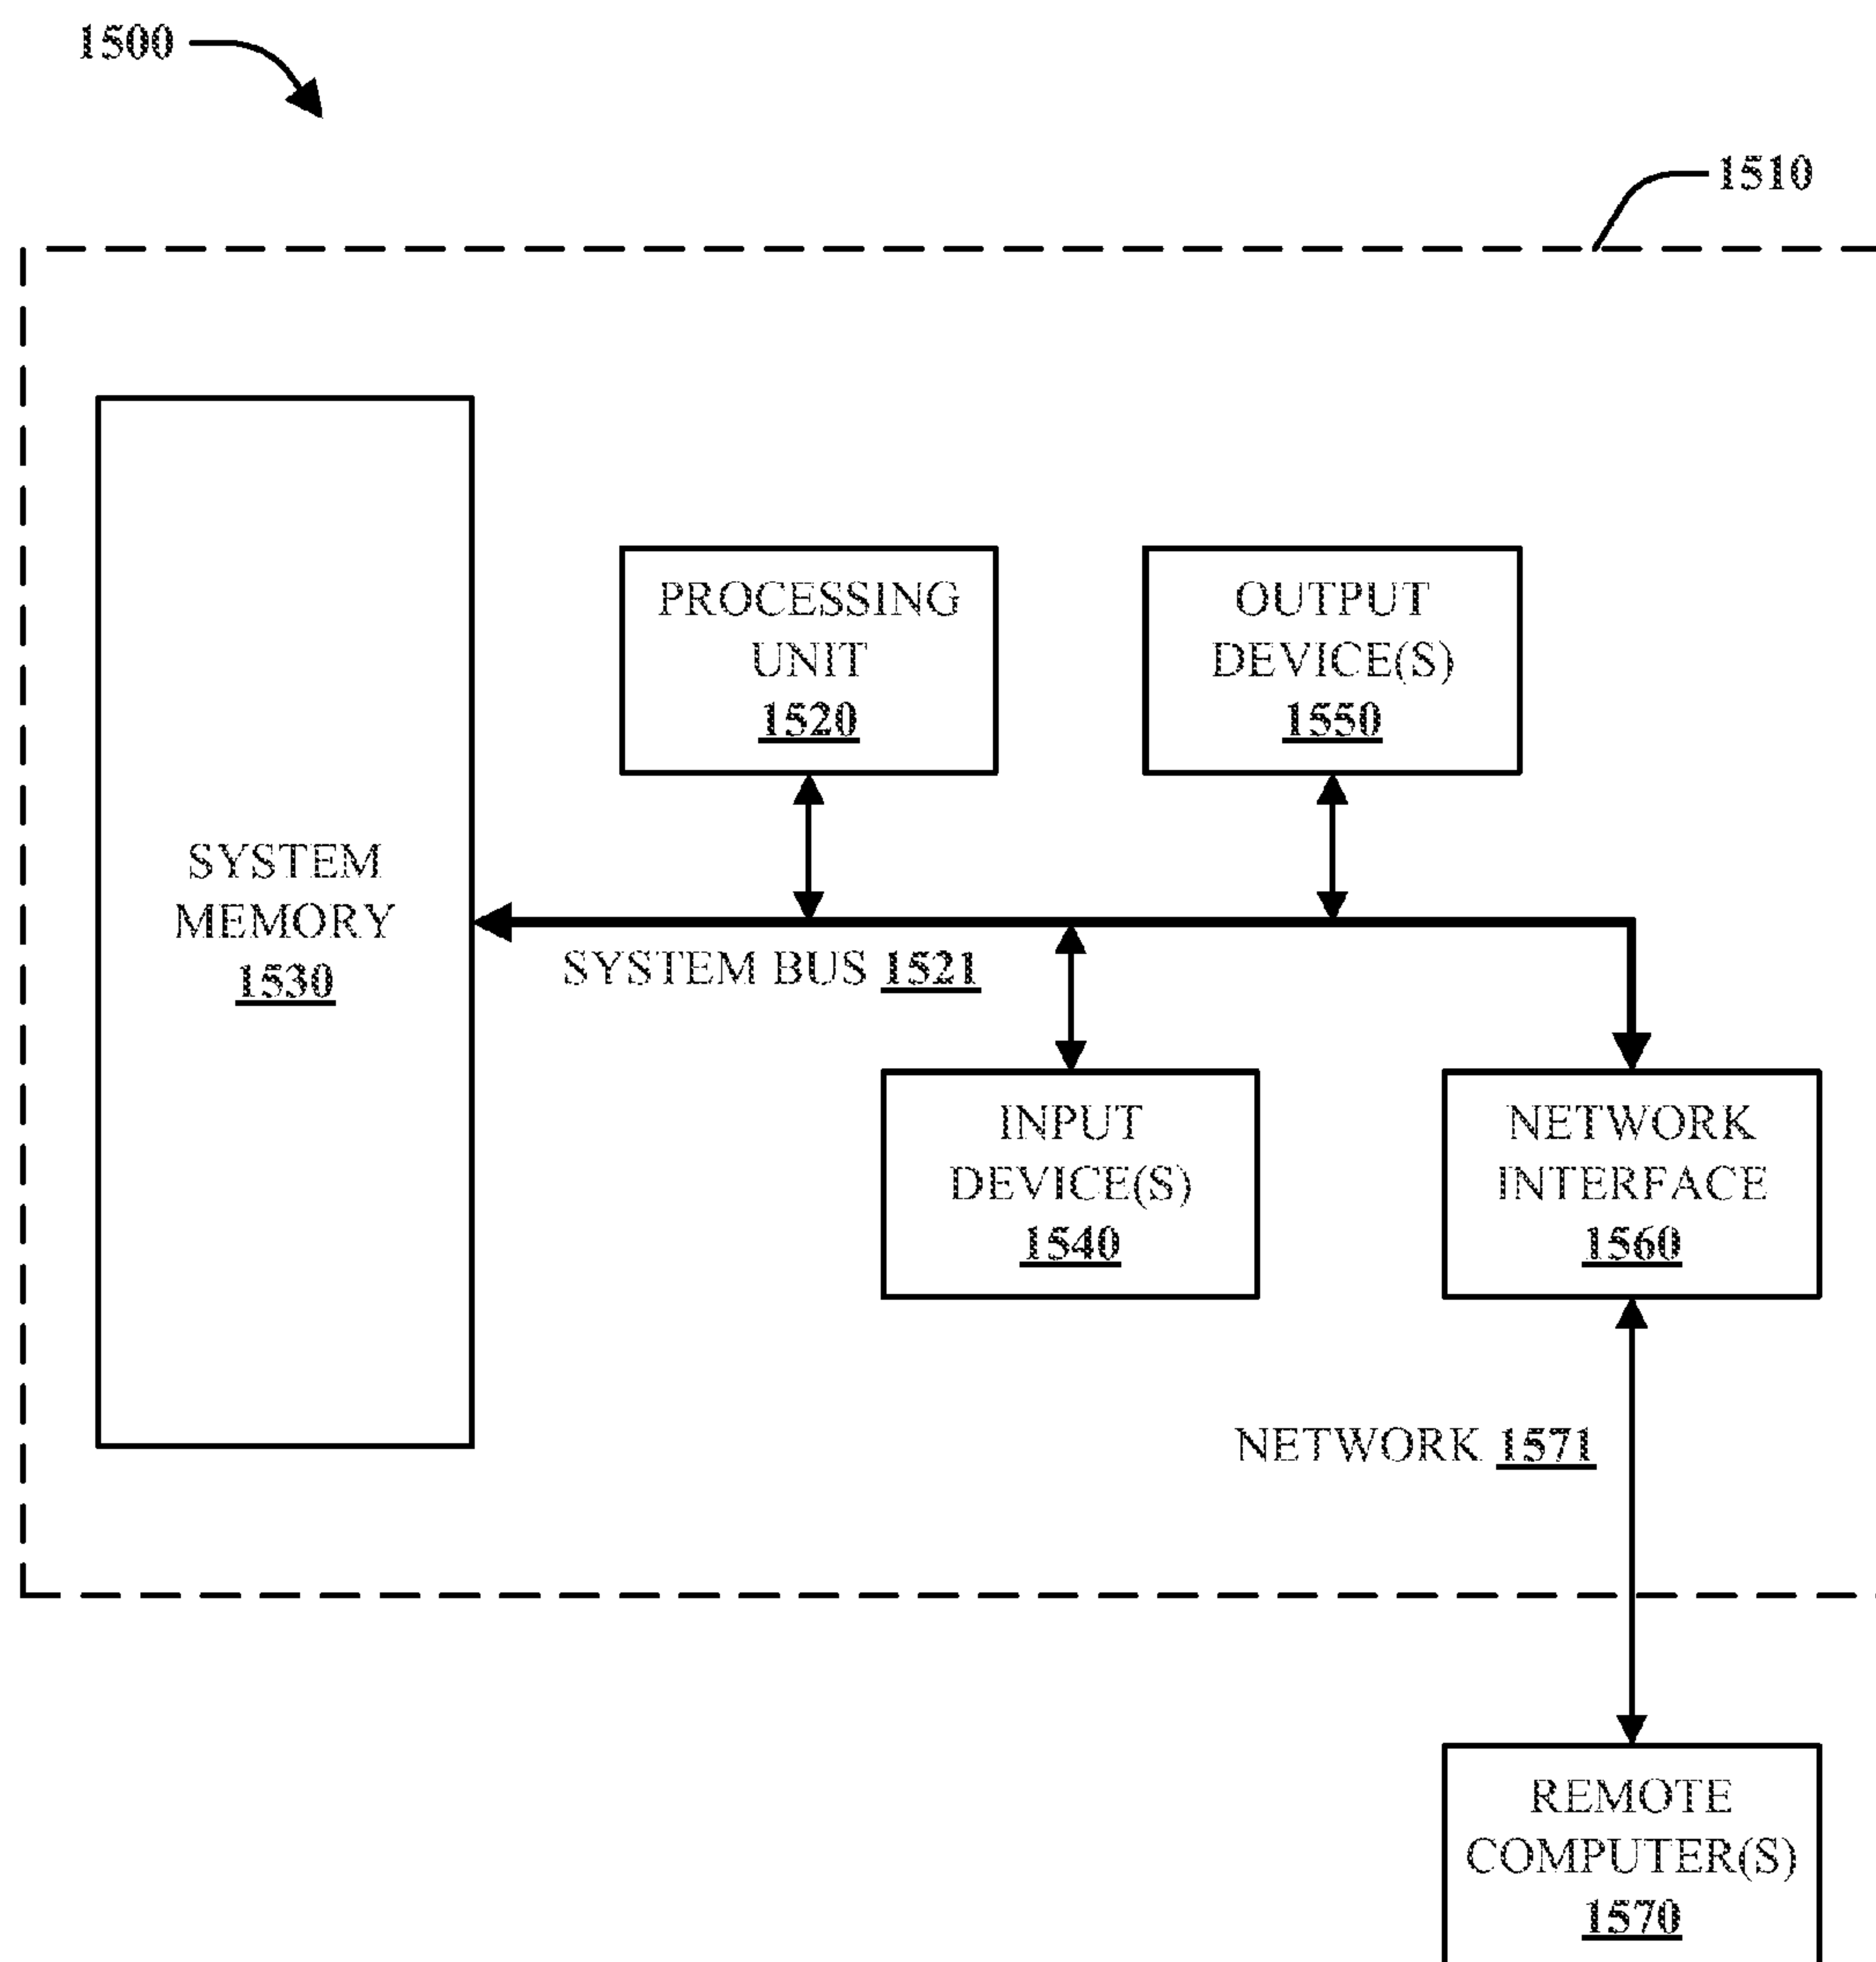 1500
1510
PROCESSING
UNIT
1520
OUTPUT
DEVICE(S)
1550
SYSTEM
MEMORY
1530
SYSTEM BUS 1521
INPUT
DEVICE(S)
1540
NETWORK
INTERFACE
1560
NETWORK 1571
REMOTE
COMPUTER(S)
1570